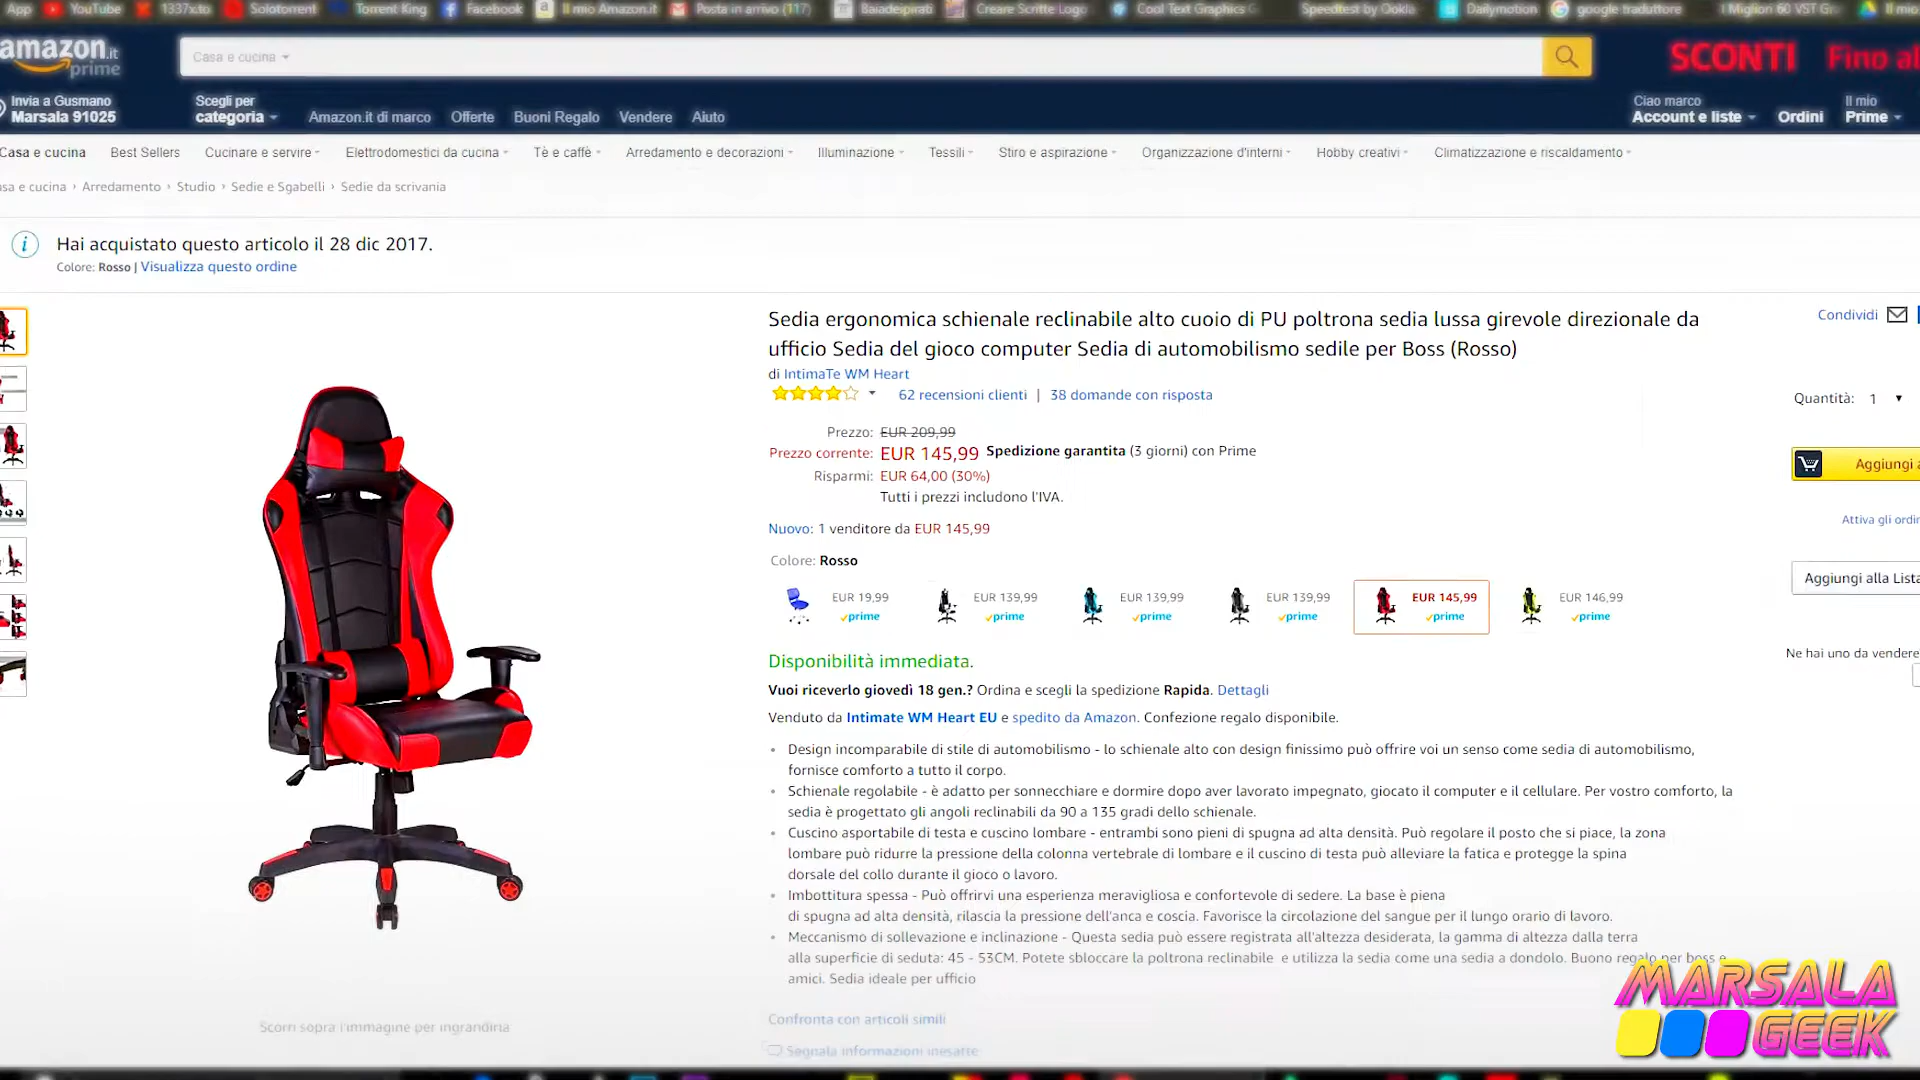 App YouTube 1337x.to Solotorrent Torrent King Facebook Il mio Amazon.it Posta in arrivo (117) Baiadeipirati Creare Scritte Logo Cool Text Graphics G Speedtest by Ookla Dailymotion google traduttore I Migliori 60 VST Gr Il mio
amazon.it
prime
Casa e cucina
SCONTI Fino al
Invia a Gusmano
Marsala 91025
Scegli per
categoria
Amazon.it di marco Offerte Buoni Regalo Vendere Aiuto
Ciao marco
Account e liste
Ordini
Il mio
Prime
Casa e cucina Best Sellers Cucinare e servire Elettrodomestici da cucina Tè e caffè Arredamento e decorazioni Illuminazione Tessili Stiro e aspirazione Organizzazione d'interni Hobby creativi Climatizzazione e riscaldamento
sa e cucina › Arredamento › Studio › Sedie e Sgabelli › Sedie da scrivania
Hai acquistato questo articolo il 28 dic 2017.
Colore: Rosso | Visualizza questo ordine
Sedia ergonomica schienale reclinabile alto cuoio di PU poltrona sedia lussa girevole direzionale da
ufficio Sedia del gioco computer Sedia di automobilismo sedile per Boss (Rosso)
di IntimaTe WM Heart
62 recensioni clienti | 38 domande con risposta
Prezzo: EUR 209,99
Prezzo corrente: EUR 145,99 Spedizione garantita (3 giorni) con Prime
Risparmi: EUR 64,00 (30%)
Tutti i prezzi includono l'IVA.
Nuovo: 1 venditore da EUR 145,99
Colore: Rosso
EUR 19,99 EUR 139,99 EUR 139,99 EUR 139,99 EUR 145,99 EUR 146,99
prime prime prime prime prime prime
Disponibilità immediata.
Vuoi riceverlo giovedì 18 gen.? Ordina e scegli la spedizione Rapida. Dettagli
Venduto da Intimate WM Heart EU e spedito da Amazon. Confezione regalo disponibile.
• Design incomparabile di stile di automobilismo - lo schienale alto con design finissimo può offrire voi un senso come sedia di automobilismo,
fornisce comforto a tutto il corpo.
• Schienale regolabile - è adatto per sonnecchiare e dormire dopo aver lavorato impegnato, giocato il computer e il cellulare. Per vostro comforto, la
sedia è progettato gli angoli reclinabili da 90 a 135 gradi dello schienale.
• Cuscino asportabile di testa e cuscino lombare - entrambi sono pieni di spugna ad alta densità. Può regolare il posto che si piace, la zona
lombare può ridurre la pressione della colonna vertebrale di lombare e il cuscino di testa può alleviare la fatica e protegge la spina
dorsale del collo durante il gioco o lavoro.
• Imbottitura spessa - Può offrirvi una esperienza meravigliosa e confortevole di sedere. La base è piena
di spugna ad alta densità, rilascia la pressione dell'anca e coscia. Favorisce la circolazione del sangue per il lungo orario di lavoro.
• Meccanismo di sollevazione e inclinazione - Questa sedia può essere registrata all'altezza desiderata, la gamma di altezza dalla terra
alla superficie di seduta: 45 - 53CM. Potete sbloccare la poltrona reclinabile e utilizza la sedia come una sedia a dondolo. Buono regalo per boss e
amici. Sedia ideale per ufficio
Confronta con articoli simili
Segnala informazioni inesatte
Scorri sopra l'immagine per ingrandirla
Condividi
Quantità: 1
Aggiungi a
Attiva gli ordin
Aggiungi alla Lista
Ne hai uno da vendere
MARSALA
GEEK